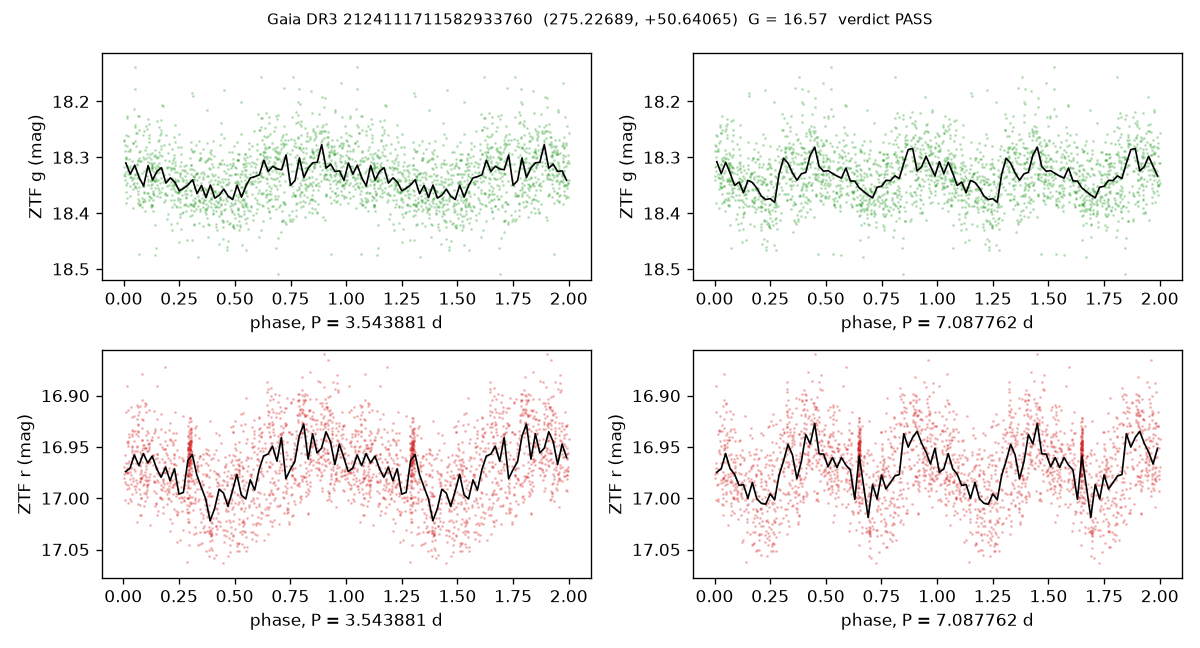 Gaia DR3 2124111711582933760 (275.22689, +50.64065) G = 16.57 verdict PASS
ZTF g (mag)
18.2
18.3
18.4
18.5
0.00 0.25 0.50 0.75 1.00 1.25 1.50 1.75 2.00
phase, P = 3.543881 d
ZTF g (mag)
18.2
18.3
18.4
18.5
0.00 0.25 0.50 0.75 1.00 1.25 1.50 1.75 2.00
phase, P = 7.087762 d
ZTF r (mag)
16.90
16.95
17.00
17.05
0.00 0.25 0.50 0.75 1.00 1.25 1.50 1.75 2.00
phase, P = 3.543881 d
ZTF r (mag)
16.90
16.95
17.00
17.05
0.00 0.25 0.50 0.75 1.00 1.25 1.50 1.75 2.00
phase, P = 7.087762 d